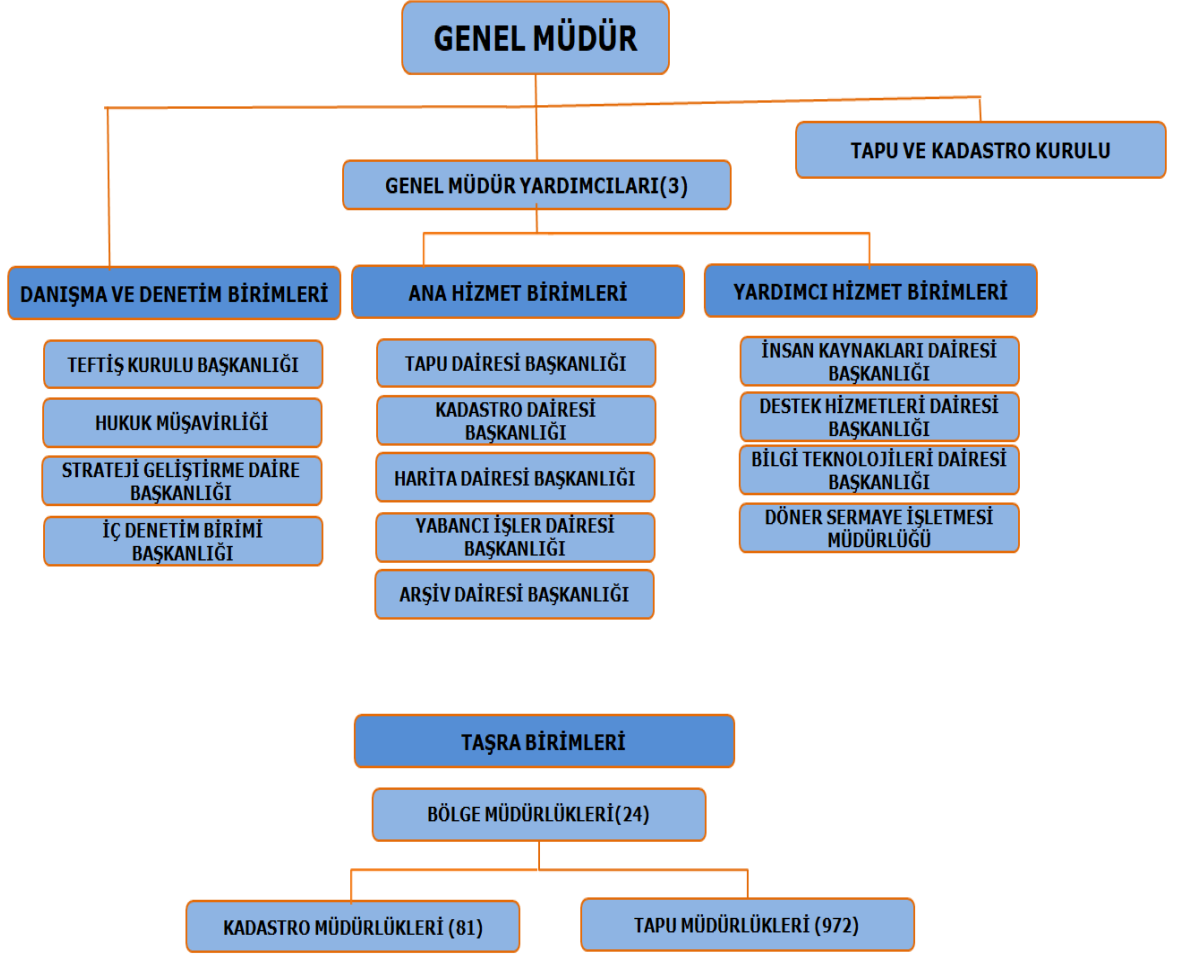 GENEL MÜDÜR
TAPU VE KADASTRO KURULU
GENEL MÜDÜR YARDIMCILARI(3)
DANIŞMA VE DENETİM BİRİMLERİ
TEFTİŞ KURULU BAŞKANLIĞI
HUKUK MÜŞAVİRLİĞİ
STRATEJİ GELİŞTİRME DAİRE
BAŞKANLIĞI
İÇ DENETİM BİRİMİ
BAŞKANLIĞI
ANA HİZMET BİRİMLERİ
TAPU DAİRESİ BAŞKANLIĞI
KADASTRO DAİRESİ
BAŞKANLIĞI
HARİTA DAİRESİ BAŞKANLIĞI
YABANCI İŞLER DAİRESİ
BAŞKANLIĞI
ARŞİV DAİRESİ BAŞKANLIĞI
YARDIMCI HİZMET BİRİMLERİ
İNSAN KAYNAKLARI DAİRESİ
BAŞKANLIĞI
DESTEK HİZMETLERİ DAİRESİ
BAŞKANLIĞI
BİLGİ TEKNOLOJİLERİ DAİRESİ
BAŞKANLIĞI
DÖNER SERMAYE İŞLETMESİ
MÜDÜRLÜĞÜ
TAŞRA BİRİMLERİ
BÖLGE MÜDÜRLÜKLERİ(24)
KADASTRO MÜDÜRLÜKLERİ (81)
TAPU MÜDÜRLÜKLERİ (972)